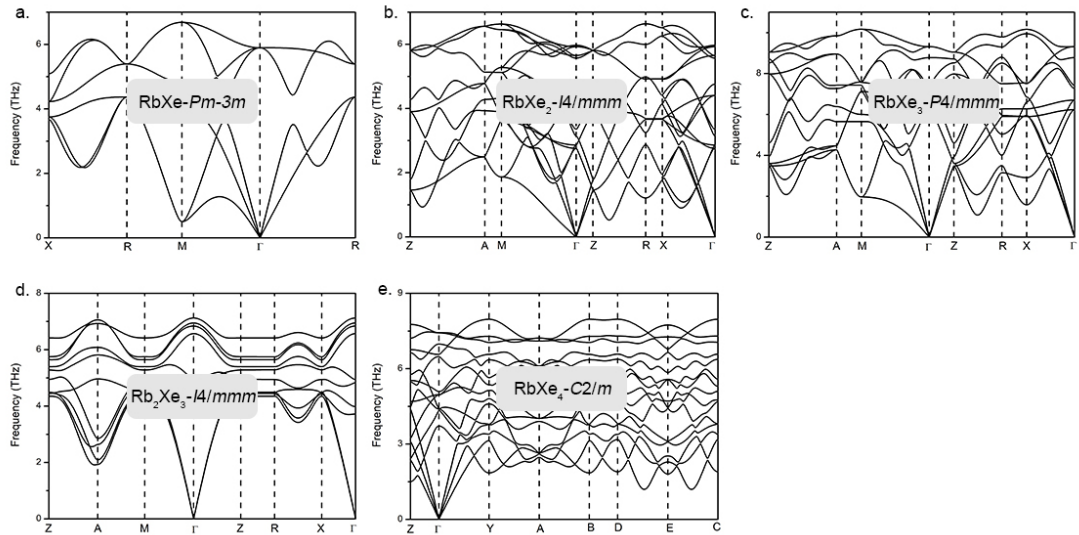 a.
Frequency (THz)
6
4
2
0
RbXe-Pm-3m
X R M Γ R
b.
Frequency (THz)
6
4
2
0
RbXe2-I4/mmm
Z A M Γ Z R X Γ
c.
Frequency (THz)
8
4
0
RbXe3-P4/mmm
Z A M Γ Z R X Γ
d.
Frequency (THz)
8
6
4
2
0
Rb2Xe3-I4/mmm
Z A M Γ Z R X Γ
e.
Frequency (THz)
9
6
3
0
RbXe4-C2/m
Z Γ Y A B D E C